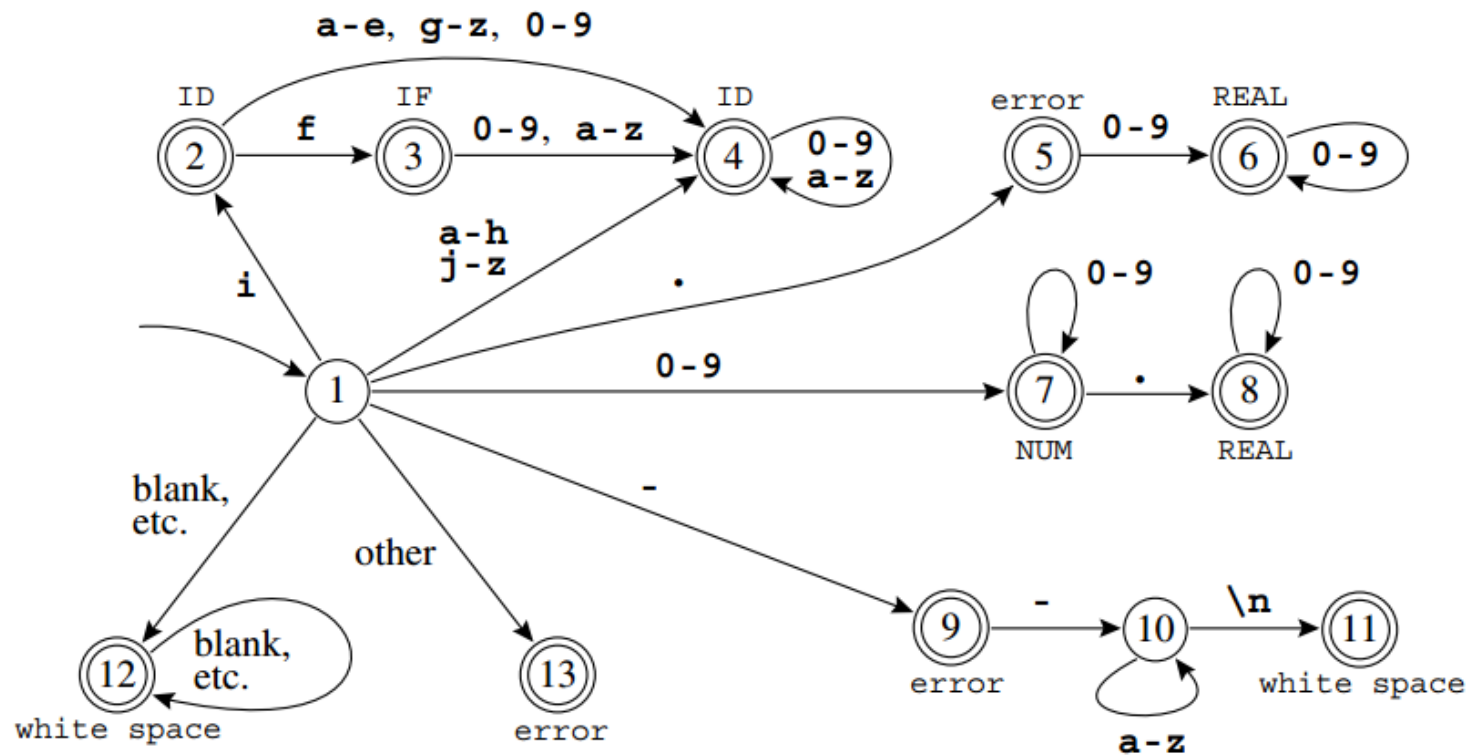 a-e, g-z, 0-9
ID
IF
ID
error
REAL
2
f
3
0-9, a-z
4
0-9
a-z
5
0-9
6
0-9
a-h
j-z
i
.
0-9
0-9
1
0-9
7
.
8
NUM
REAL
blank,
etc.
-
other
9
-
10
\n
11
12
blank,
etc.
13
error
white space
white space
error
a-z